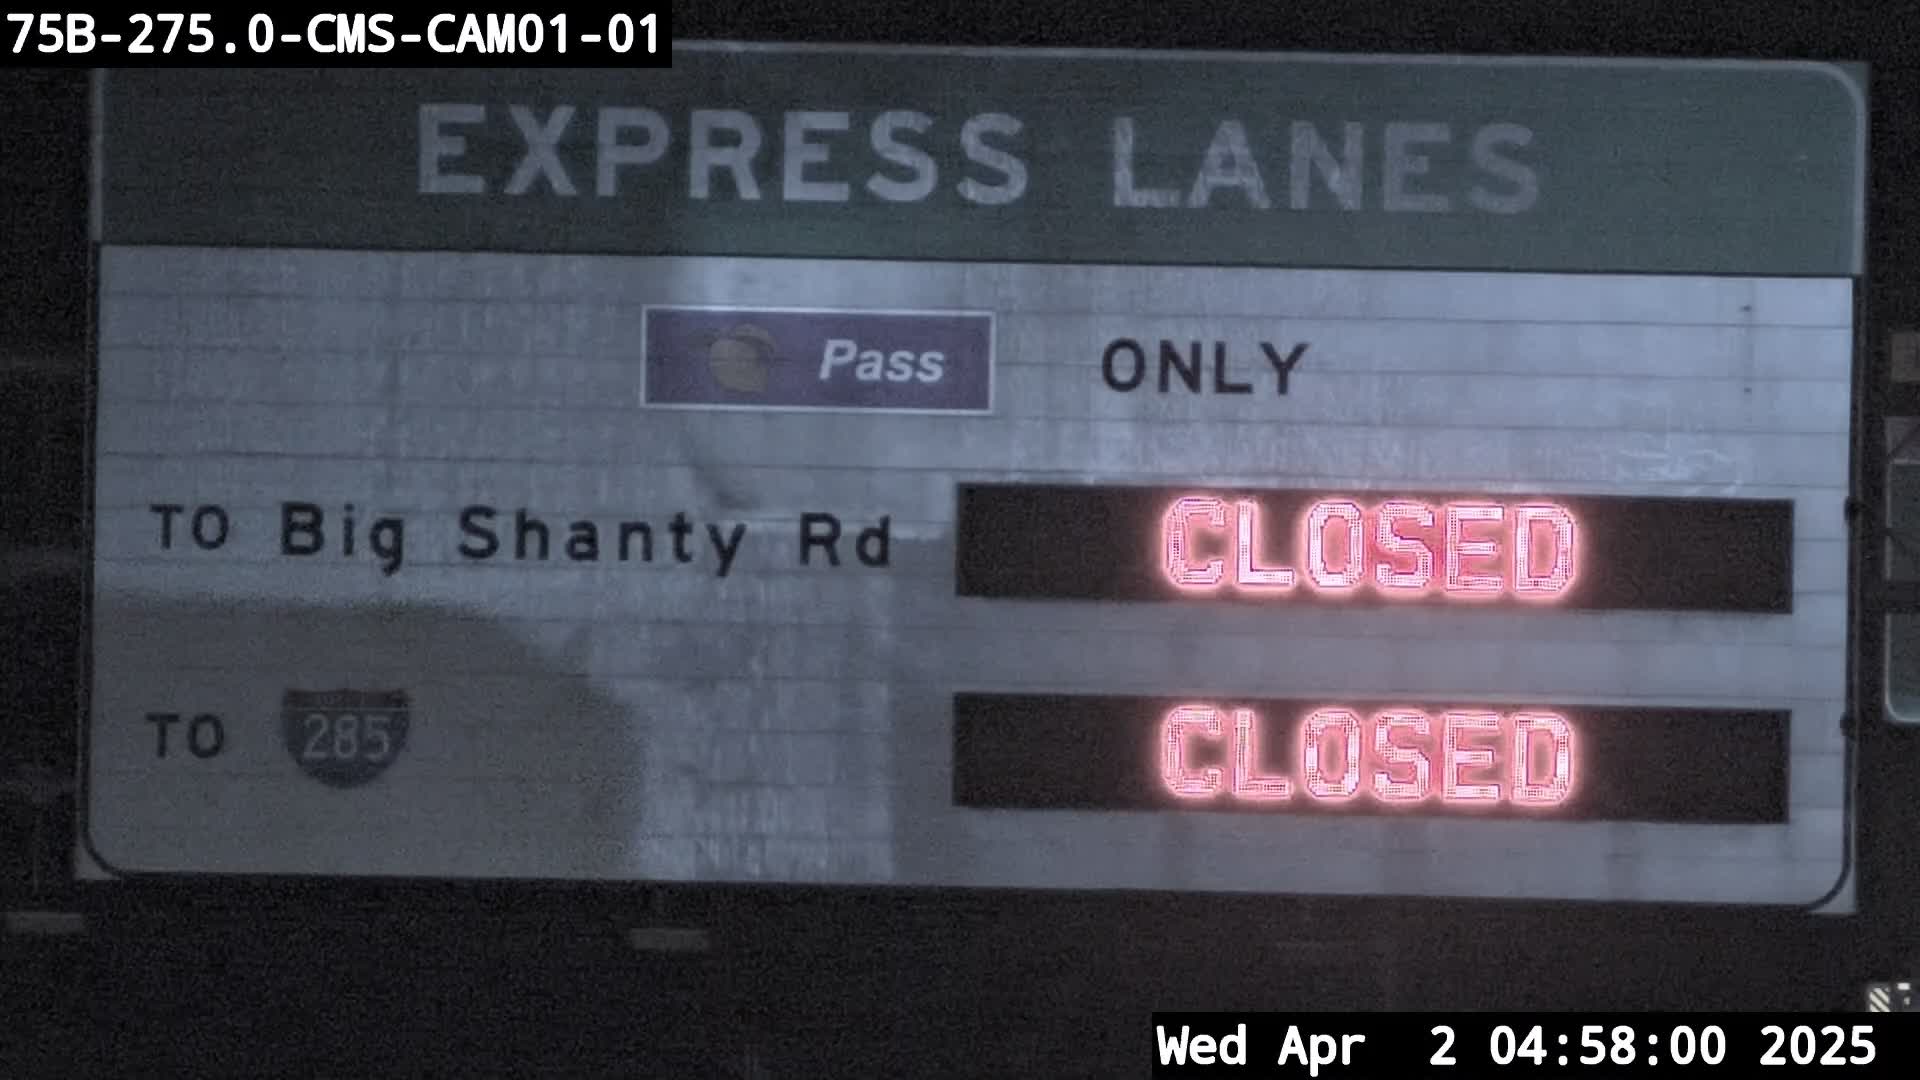 75B-275.0-CMS-CAM01-01
EXPRESS LANES
Pass ONLY
TO Big Shanty Rd CLOSED
TO 285 CLOSED
Wed Apr 2 04:58:00 2025